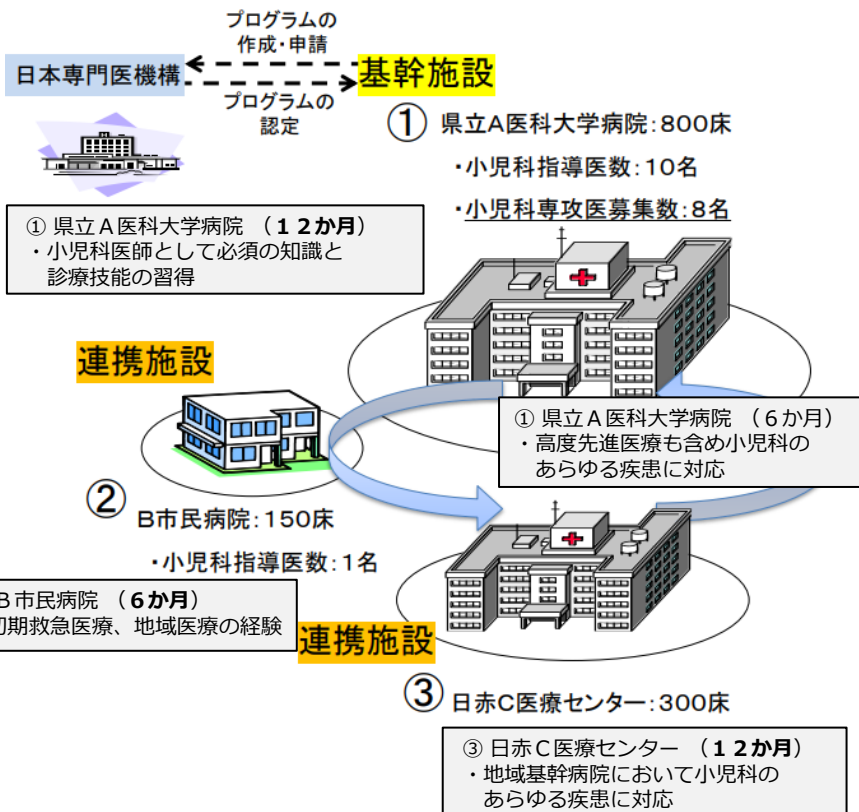 プログラムの
作成・申請
日本専門医機構
基幹施設
プログラムの
認定
① 県立A医科大学病院：800床
・小児科指導医数：10名
・小児科専攻医募集数：8名
① 県立Ａ医科大学病院 （１２か月）
・小児科医師として必須の知識と
診療技能の習得
連携施設
① 県立Ａ医科大学病院 （６か月）
・高度先進医療も含め小児科の
あらゆる疾患に対応
② B市民病院：150床
・小児科指導医数：1名
Ｂ市民病院 （６か月）
期救急医療、地域医療の経験
連携施設
③ 日赤C医療センター：300床
③ 日赤Ｃ医療センター （１２か月）
・地域基幹病院において小児科の
あらゆる疾患に対応